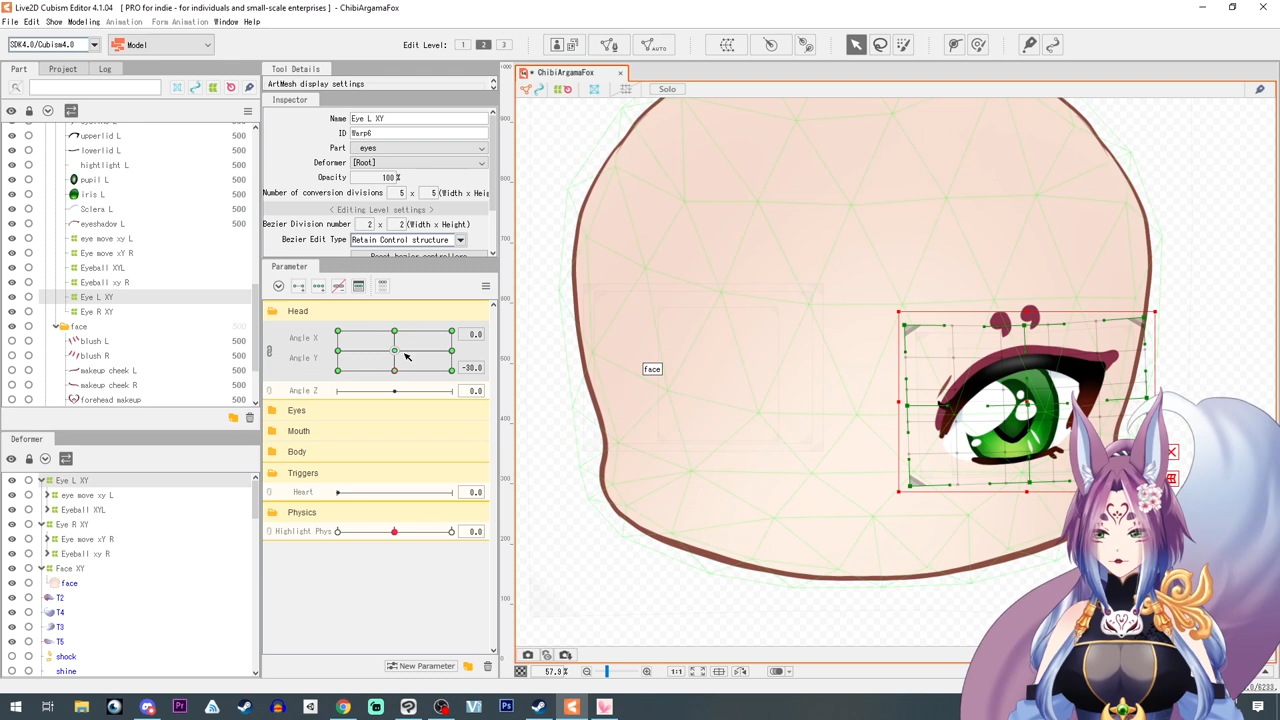 Live2D Cubism Editor 4.1.04 [ PRO for indie - for individuals and small-scale enterprises ] - ChibiArgamaFox
File Edit Show Modeling Animation Form Animation Window Help
SDK4.0/Cubism4.0
Model
Edit Level: 1 2 3
AUTO
Part Project Log
upperlid L 500
loverlid L 500
hightlight L 500
pupil L 500
iris L 500
Sclera L 500
eyeshadow L 500
eye move xy L 500
Eye move xY R 500
Eyeball XYL 500
Eyeball xy R 500
Eye L XY 500
Eye R XY 500
face 500
blush L 500
blush R 500
makeup cheek L 500
makeup cheek R 500
forehead makeup 500
Deformer
Eye L XY
eye move xy L
Eyeball XYL
Eye R XY
Eye move xY R
Eyeball xy R
Face XY
face
T2
T4
T3
T5
shock
shine
Tool Details
ArtMesh display settings
Inspector
Name Eye L XY
ID Warp6
Part eyes
Deformer [Root]
Opacity 100 %
Number of conversion divisions 5 x 5 (Width x Heig
< Editing Level settings >
Bezier Division number 2 x 2 (Width x Height)
Bezier Edit Type Retain Control structure
Parameter
Head
Angle X 0.0
Angle Y -30.0
Angle Z 0.0
Eyes
Mouth
Body
Triggers
Heart 0.0
Physics
Highlight Phys 0.0
New Parameter
* ChibiArgamaFox
Solo
face
57.9%
1:1